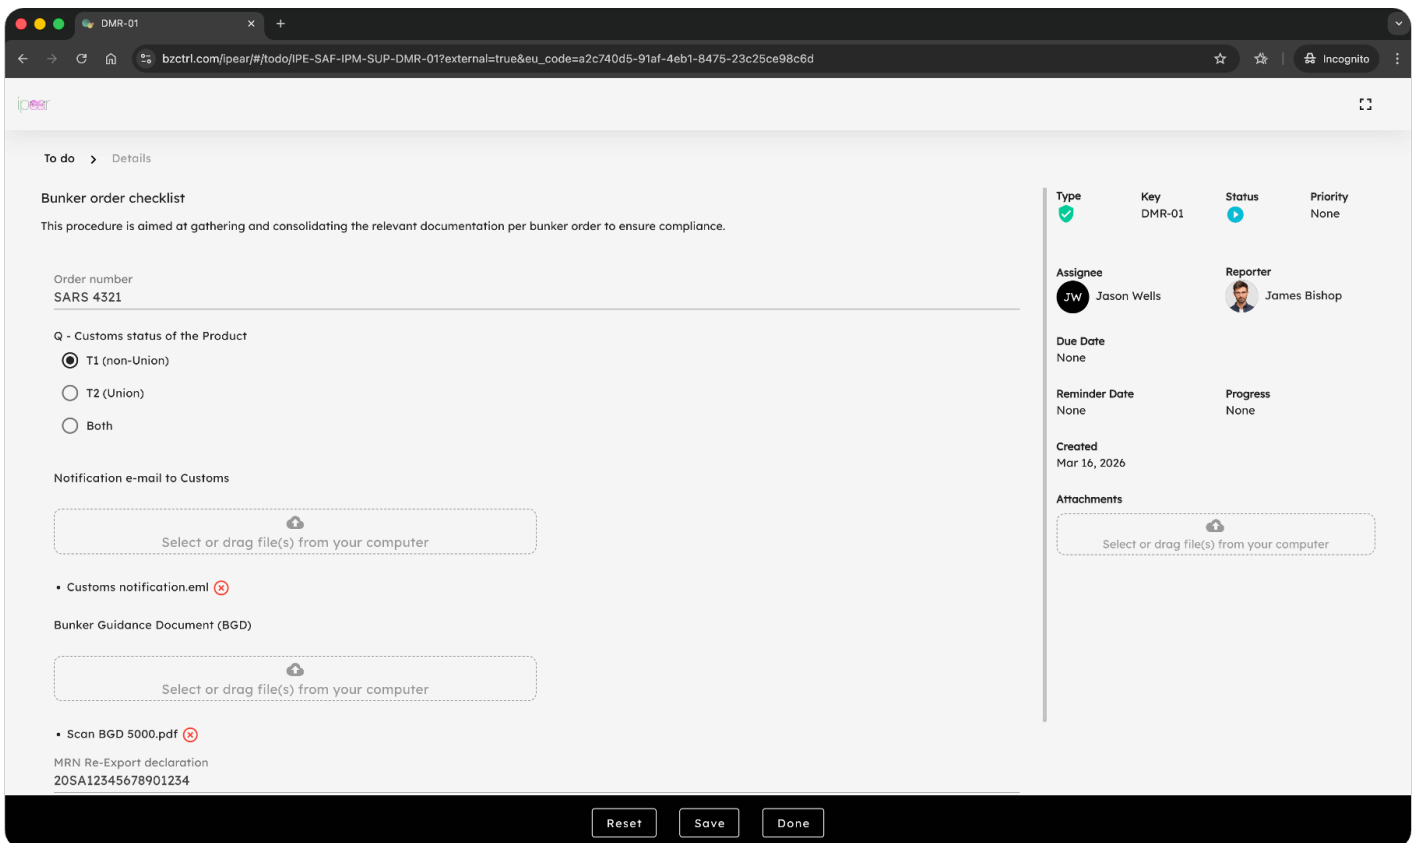 DMR-01
bzctrl.com/ipear/#/todo/IPE-SAF-IPM-SUP-DMR-01?external=true&eu_code=a2c740d5-91af-4eb1-8475-23c25ce98c6d
Incognito
ipear
To do > Details
Bunker order checklist
This procedure is aimed at gathering and consolidating the relevant documentation per bunker order to ensure compliance.
Order number
SARS 4321
Q - Customs status of the Product
T1 (non-Union)
T2 (Union)
Both
Notification e-mail to Customs
Select or drag file(s) from your computer
• Customs notification.eml
Bunker Guidance Document (BGD)
Select or drag file(s) from your computer
• Scan BGD 5000.pdf
MRN Re-Export declaration
20SA12345678901234
Type Key Status Priority
DMR-01 None
Assignee Reporter
JW Jason Wells James Bishop
Due Date
None
Reminder Date Progress
None None
Created
Mar 16, 2026
Attachments
Select or drag file(s) from your computer
Reset Save Done